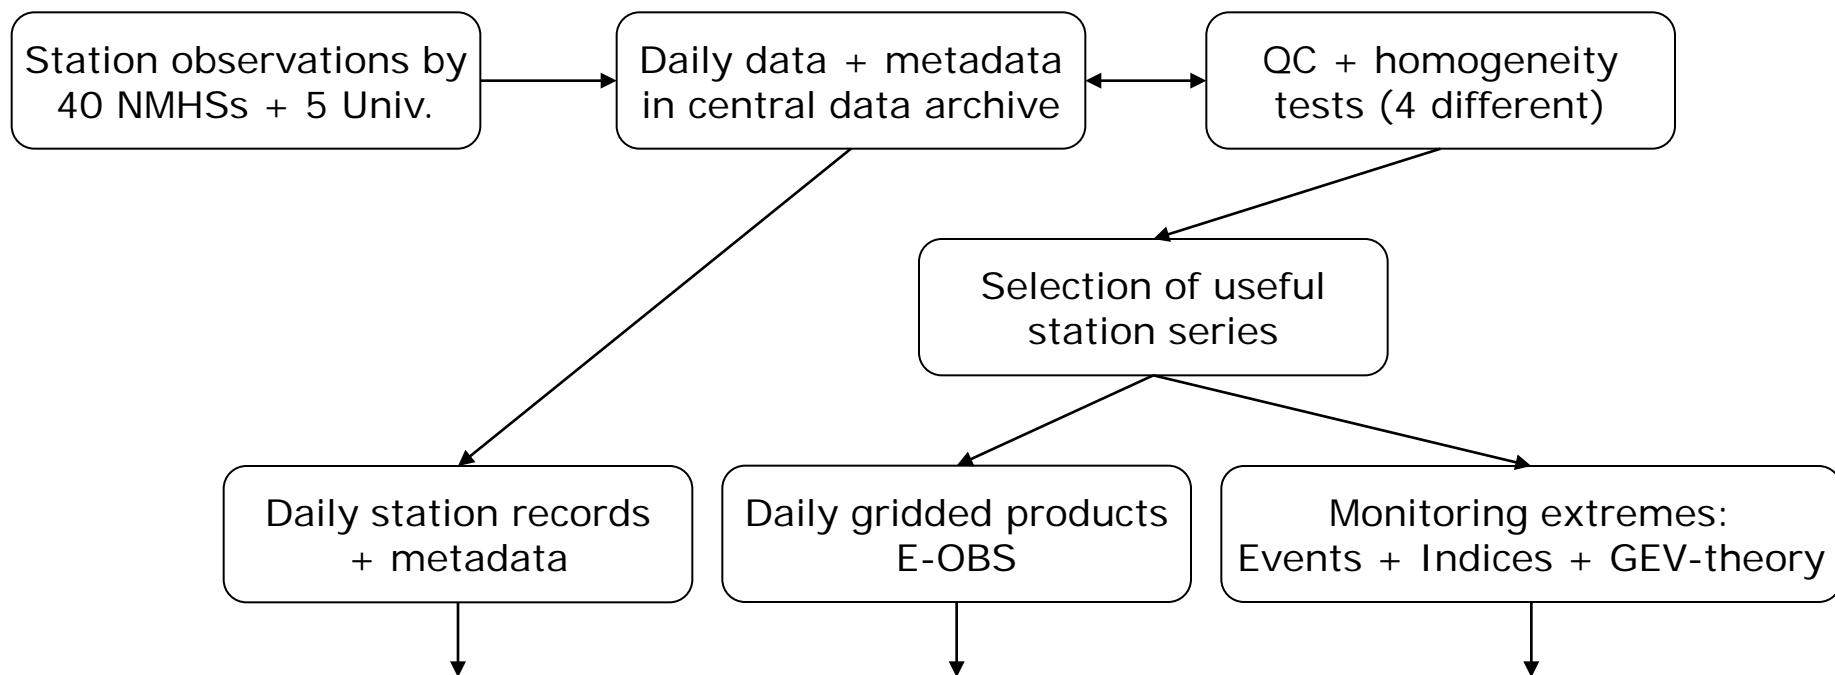 Station observations by
40 NMHSs + 5 Univ.
Daily data + metadata
in central data archive
QC + homogeneity
tests (4 different)
Selection of useful
station series
Daily station records
+ metadata
Daily gridded products
E-OBS
Monitoring extremes:
Events + Indices + GEV-theory